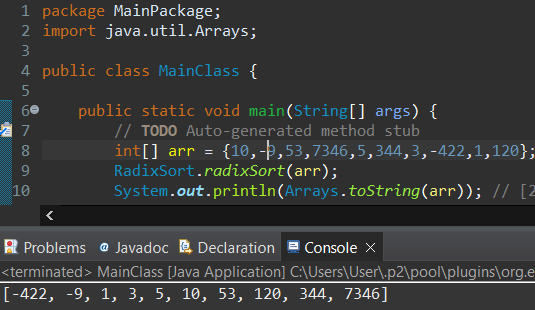 1 package MainPackage;
2 import java.util.Arrays;
3
4 public class MainClass {
5
6 public static void main(String[] args) {
7 // TODO Auto-generated method stub
8 int[] arr = {10,-9,53,7346,5,344,3,-422,1,120};
9 RadixSort.radixSort(arr);
10 System.out.println(Arrays.toString(arr)); // [2
Problems @ Javadoc Declaration Console
<terminated> MainClass [Java Application] C:\Users\User\.p2\pool\plugins\org.e
[-422, -9, 1, 3, 5, 10, 53, 120, 344, 7346]